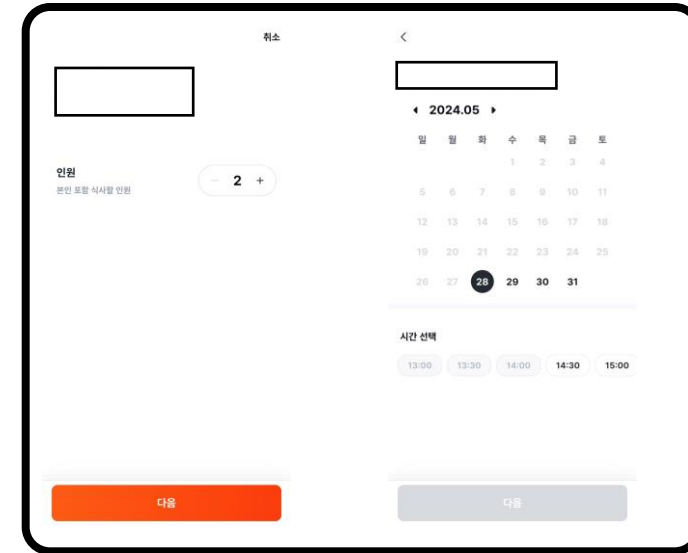 취소
인원
본인 포함 식사할 인원
- 2 +
다음
<
◀ 2024.05 ▶
일 월 화 수 목 금 토
1 2 3 4
5 6 7 8 9 10 11
12 13 14 15 16 17 18
19 20 21 22 23 24 25
26 27 28 29 30 31
시간 선택
13:00 13:30 14:00 14:30 15:00
다음